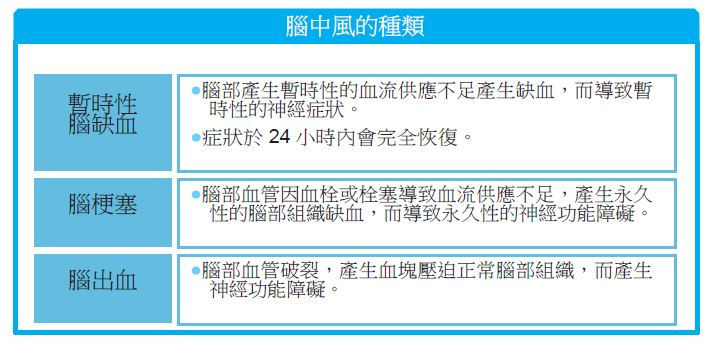 腦中風的種類
暫時性
腦缺血
●腦部產生暫時性的血流供應不足產生缺血，而導致暫
時性的神經症狀。
●症狀於 24 小時內會完全恢復。
腦梗塞
●腦部血管因血栓或栓塞導致血流供應不足，產生永久
性的腦部組織缺血，而導致永久性的神經功能障礙。
腦出血
●腦部血管破裂，產生血塊壓迫正常腦部組織，而產生
神經功能障礙。